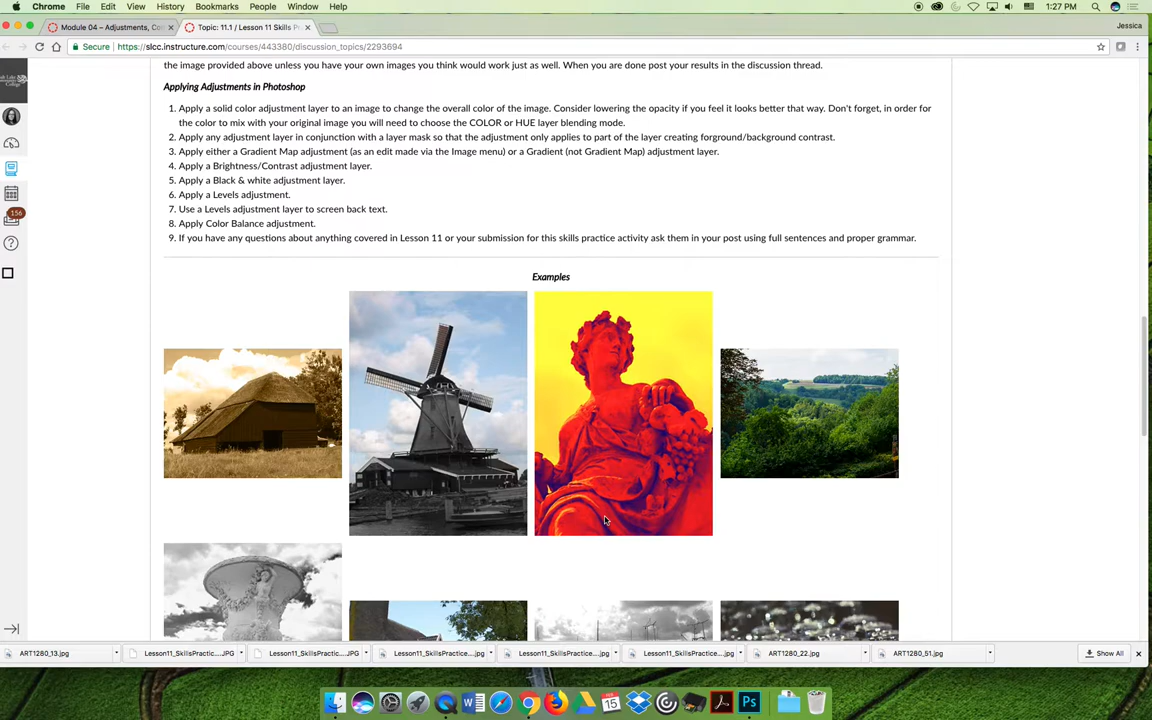 Chrome File Edit View History Bookmarks People Window Help 1:27 PM
Module 04 – Adjustments, Co Topic: 11.1 / Lesson 11 Skills P Jessica
Secure https://slcc.instructure.com/courses/443380/discussion_topics/2293694
the image provided above unless you have your own images you think would work just as well. When you are done post your results in the discussion thread.
Applying Adjustments in Photoshop
1. Apply a solid color adjustment layer to an image to change the overall color of the image. Consider lowering the opacity if you feel it looks better that way. Don't forget, in order for
the color to mix with your original image you will need to choose the COLOR or HUE layer blending mode.
2. Apply any adjustment layer in conjunction with a layer mask so that the adjustment only applies to part of the layer creating forground/background contrast.
3. Apply either a Gradient Map adjustment (as an edit made via the Image menu) or a Gradient (not Gradient Map) adjustment layer.
4. Apply a Brightness/Contrast adjustment layer.
5. Apply a Black & white adjustment layer.
6. Apply a Levels adjustment.
7. Use a Levels adjustment layer to screen back text.
156
8. Apply Color Balance adjustment.
9. If you have any questions about anything covered in Lesson 11 or your submission for this skills practice activity ask them in your post using full sentences and proper grammar.
Examples
ART1280_13.jpg Lesson11_SkillsPractic....JPG Lesson11_SkillsPractic....JPG Lesson11_SkillsPractice....jpg Lesson11_SkillsPractice....jpg Lesson11_SkillsPractice....jpg ART1280_22.jpg ART1280_51.jpg Show All
15
Ps